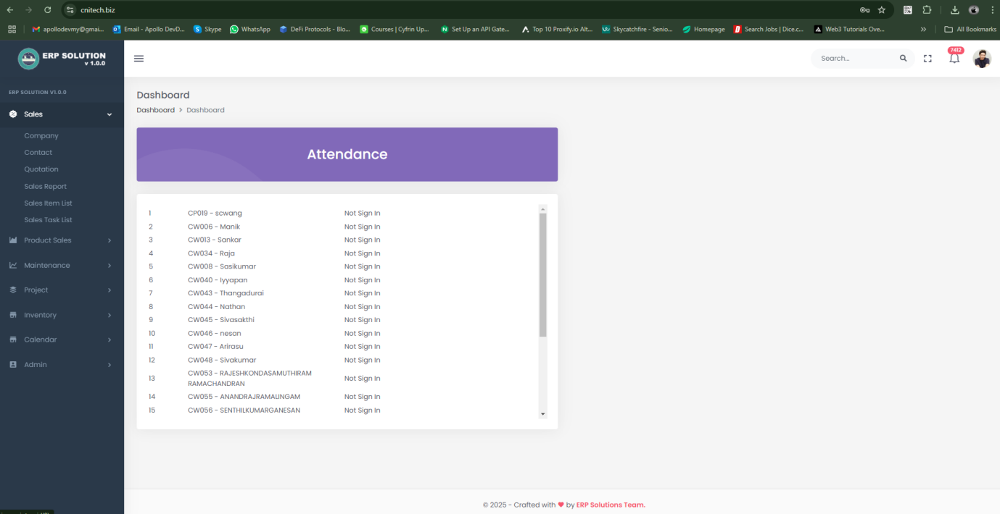 cnitech.biz
apollodevmy@gmai...
Email - Apollo DevD...
Skype
WhatsApp
DeFi Protocols - Blo...
Courses | Cyfrin Up...
Set Up an API Gate...
Top 10 Proxify.io Alt...
Skycatchfire - Senio...
Homepage
Search Jobs | Dice.c...
Web3 Tutorials Ove...
All Bookmarks
ERP SOLUTION
v 1.0.0
Search...
7412
ERP SOLUTION V1.0.0
Sales
Company
Contact
Quotation
Sales Report
Sales Item List
Sales Task List
Product Sales
Maintenance
Project
Inventory
Calendar
Admin
Dashboard
Dashboard > Dashboard
Attendance
1 CP019 - scwang Not Sign In
2 CW006 - Manik Not Sign In
3 CW013 - Sankar Not Sign In
4 CW034 - Raja Not Sign In
5 CW008 - Sasikumar Not Sign In
6 CW040 - Iyyapan Not Sign In
7 CW043 - Thangadurai Not Sign In
8 CW044 - Nathan Not Sign In
9 CW045 - Sivasakthi Not Sign In
10 CW046 - nesan Not Sign In
11 CW047 - Arirasu Not Sign In
12 CW048 - Sivakumar Not Sign In
13 CW053 - RAJESHKONDASAMUTHIRAM Not Sign In
RAMACHANDRAN
14 CW055 - ANANDRAJRAMALINGAM Not Sign In
15 CW056 - SENTHILKUMARGANESAN Not Sign In
© 2025 - Crafted with ❤ by ERP Solutions Team.